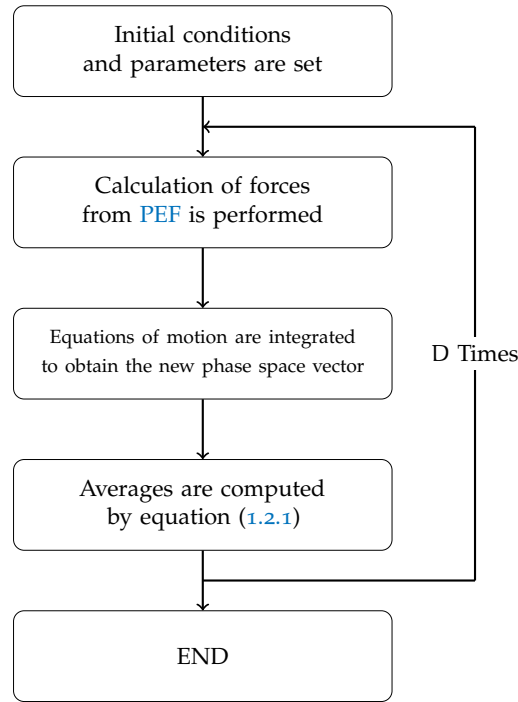 Initial conditions
and parameters are set
Calculation of forces
from PEF is performed
Equations of motion are integrated
to obtain the new phase space vector
D Times
Averages are computed
by equation (1.2.1)
END